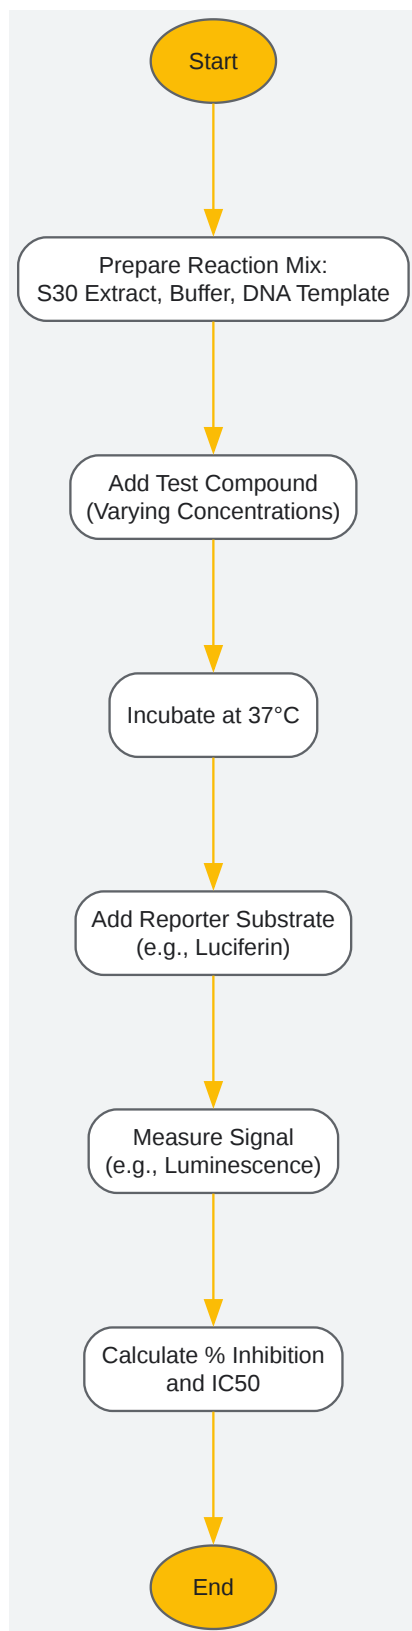 Start
Prepare Reaction Mix:
S30 Extract, Buffer, DNA Template
Add Test Compound
(Varying Concentrations)
Incubate at 37°C
Add Reporter Substrate
(e.g., Luciferin)
Measure Signal
(e.g., Luminescence)
Calculate % Inhibition
and IC50
End